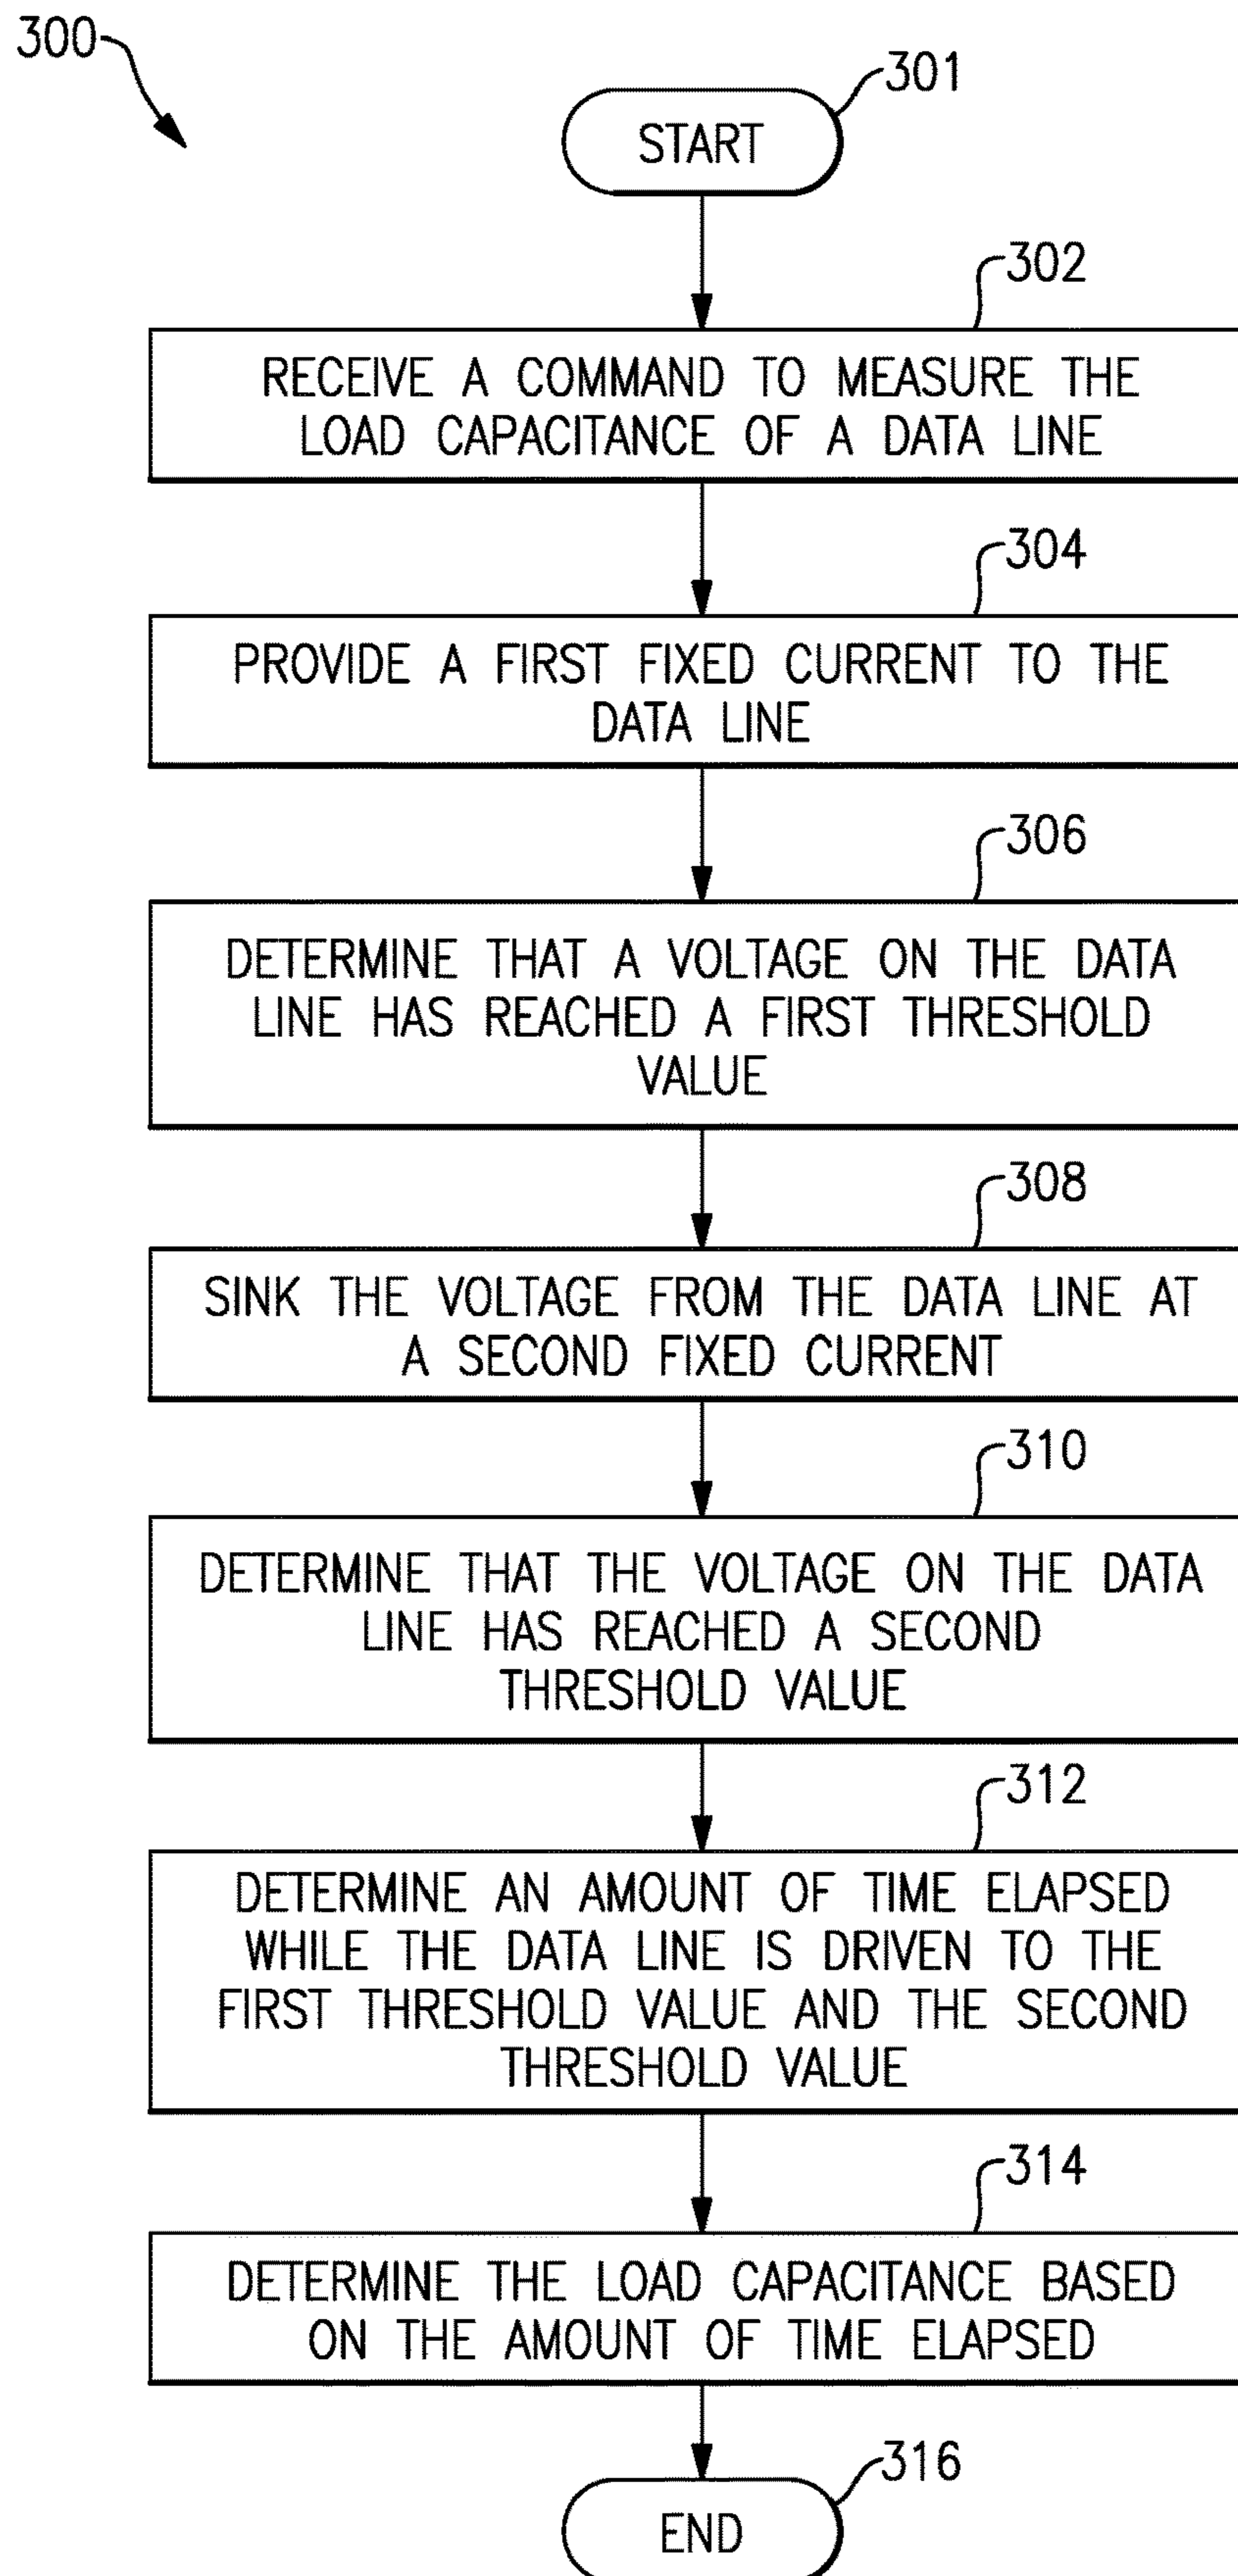 300
301
START
302
RECEIVE A COMMAND TO MEASURE THE
LOAD CAPACITANCE OF A DATA LINE
304
PROVIDE A FIRST FIXED CURRENT TO THE
DATA LINE
306
DETERMINE THAT A VOLTAGE ON THE DATA
LINE HAS REACHED A FIRST THRESHOLD
VALUE
308
SINK THE VOLTAGE FROM THE DATA LINE AT
A SECOND FIXED CURRENT
310
DETERMINE THAT THE VOLTAGE ON THE DATA
LINE HAS REACHED A SECOND
THRESHOLD VALUE
312
DETERMINE AN AMOUNT OF TIME ELAPSED
WHILE THE DATA LINE IS DRIVEN TO THE
FIRST THRESHOLD VALUE AND THE SECOND
THRESHOLD VALUE
314
DETERMINE THE LOAD CAPACITANCE BASED
ON THE AMOUNT OF TIME ELAPSED
316
END